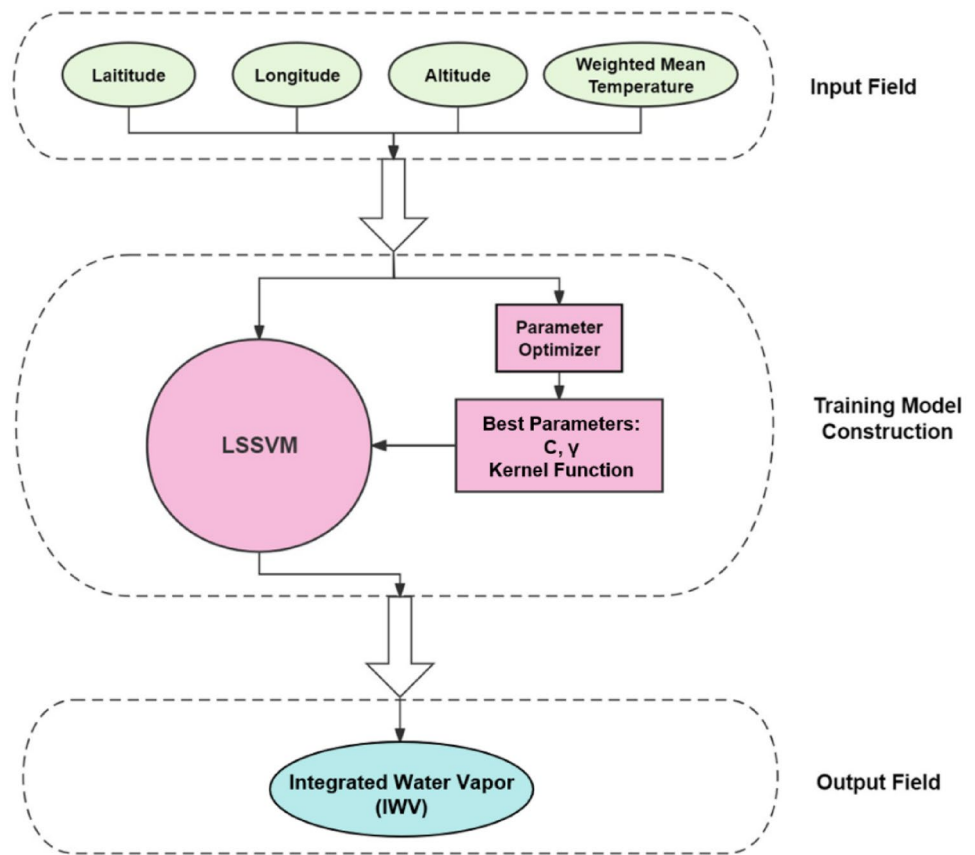 Laititude
Longitude
Altitude
Weighted Mean
Temperature
Input Field
Parameter
Optimizer
LSSVM
Best Parameters:
C, γ
Kernel Function
Training Model
Construction
Integrated Water Vapor
(IWV)
Output Field